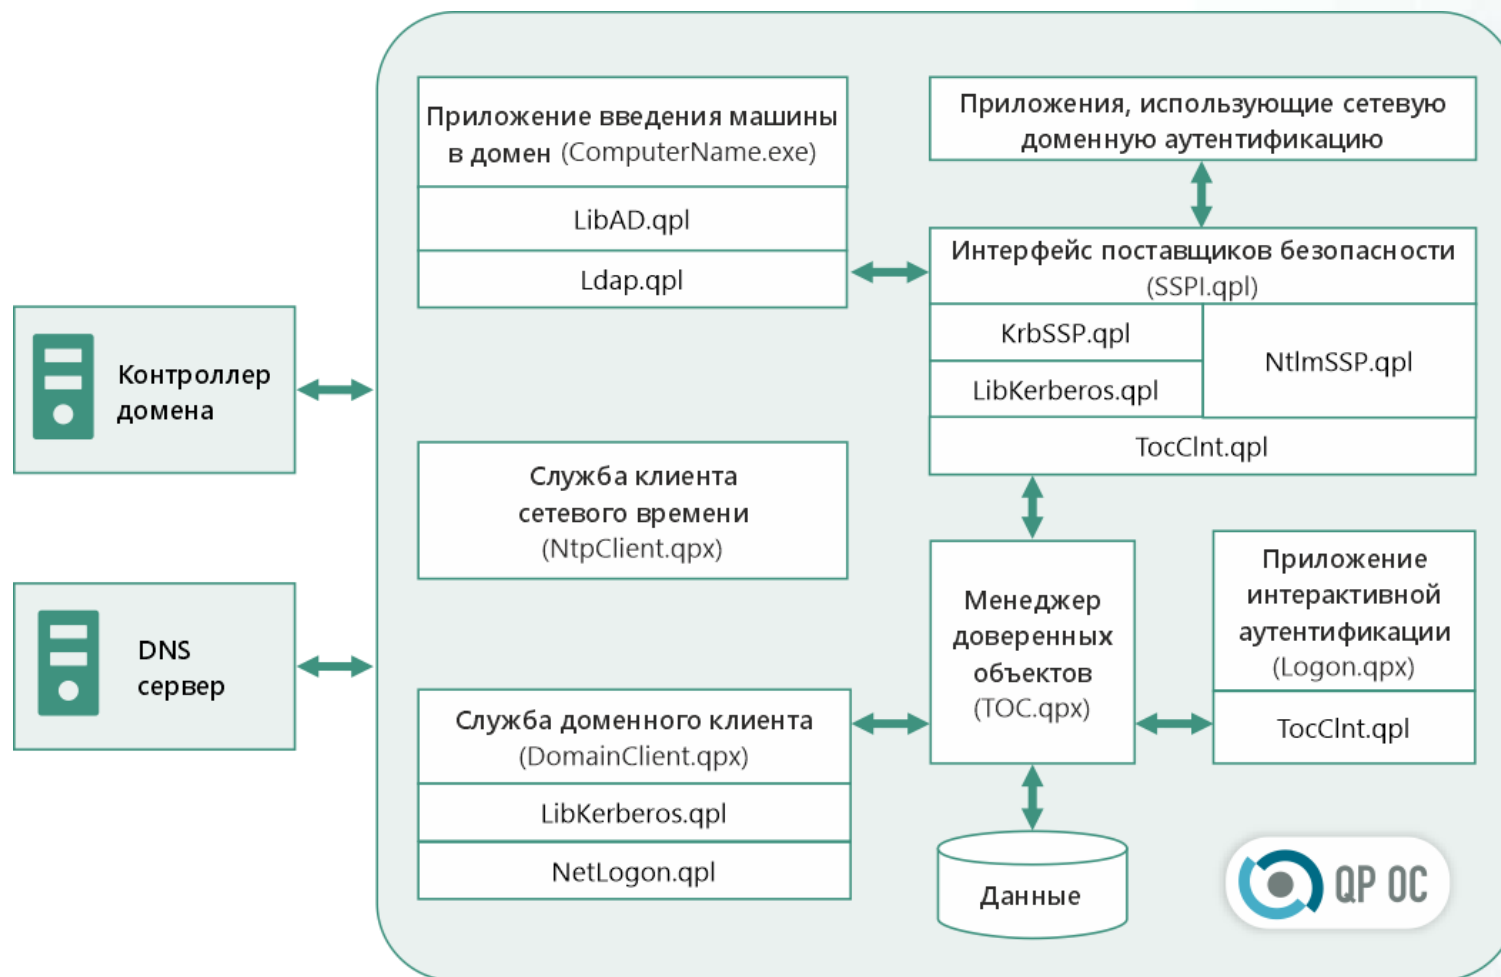 Контроллер
домена
DNS
сервер
Приложение введения машины
в домен (ComputerName.exe)
LibAD.qpl
Ldap.qpl
Служба клиента
сетевого времени
(NtpClient.qpx)
Служба доменного клиента
(DomainClient.qpx)
LibKerberos.qpl
NetLogon.qpl
Приложения, использующие сетевую
доменную аутентификацию
Интерфейс поставщиков безопасности
(SSPI.qpl)
KrbSSP.qpl
LibKerberos.qpl
NtlmSSP.qpl
TocClnt.qpl
Менеджер
доверенных
объектов
(TOC.qpx)
Приложение
интерактивной
аутентификации
(Logon.qpx)
TocClnt.qpl
Данные
QP ОС